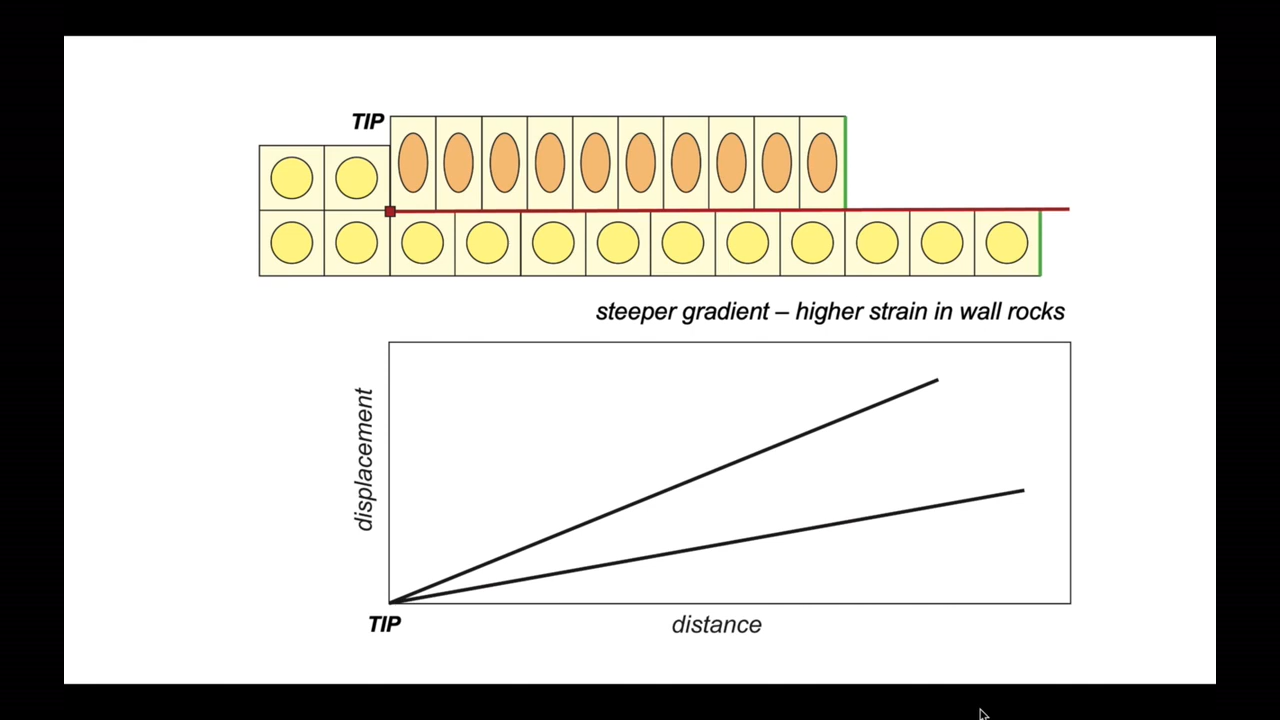 TIP
steeper gradient – higher strain in wall rocks
displacement
TIP
distance